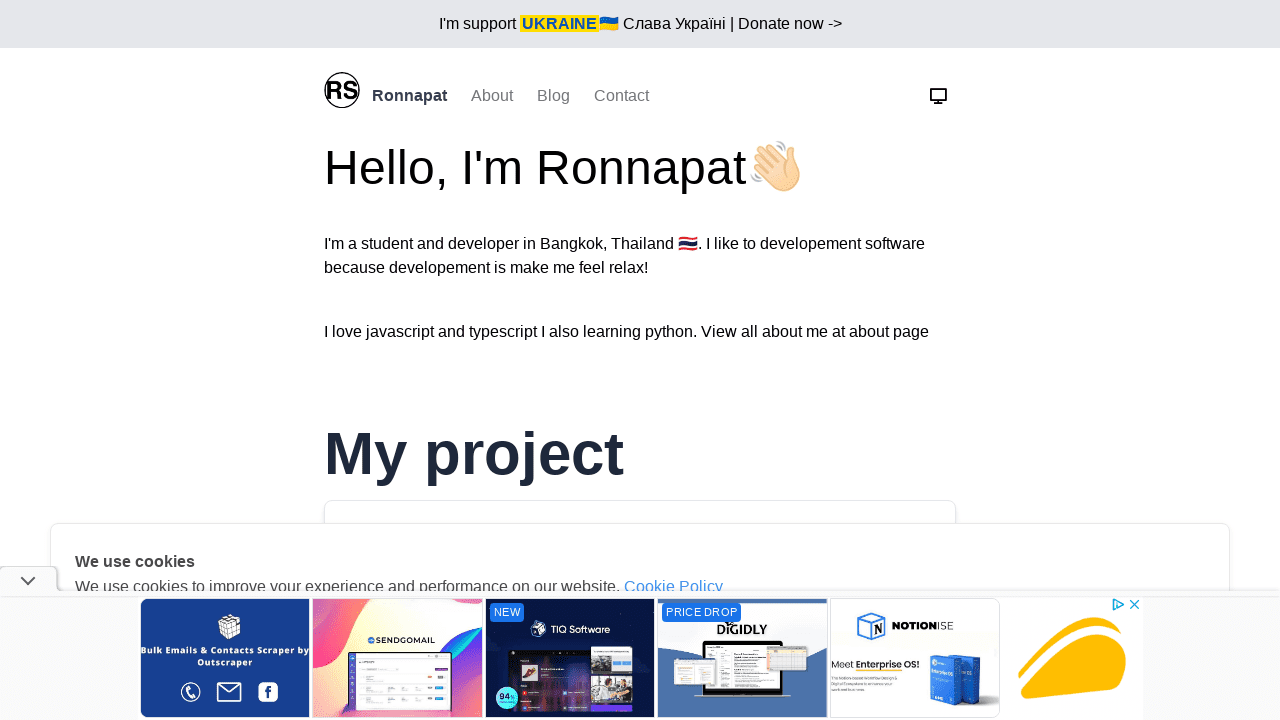 I'm support UKRAINE🇺🇦 Слава Україні | Donate now ->
RS Ronnapat About Blog Contact
Hello, I'm Ronnapat👋🏻
I'm a student and developer in Bangkok, Thailand 🇹🇭. I like to developement software
because developement is make me feel relax!
I love javascript and typescript I also learning python. View all about me at about page
My project
We use cookies
We use cookies to improve your experience and performance on our website. Cookie Policy
Bulk Emails & Contacts Scraper by
Outscraper
SENDGOMAIL
NEW
TIQ Software
94%
PRICE DROP
DIGIDLY
NOTIONISE
Meet Enterprise OS!